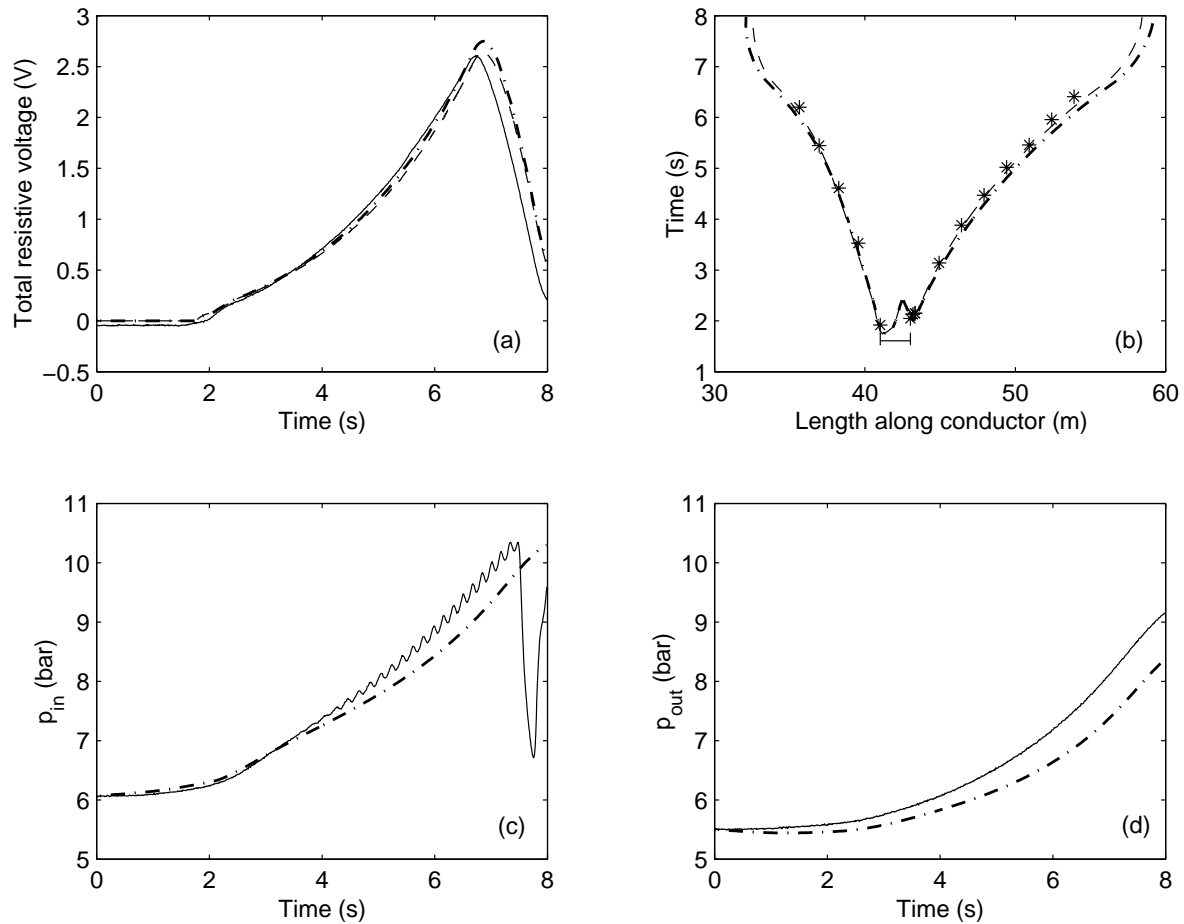 3
2.5
2
1.5
1
0.5
0
−0.5
Total resistive voltage (V)
(a)
0 2 4 6 8
Time (s)
8
7
6
5
4
3
2
1
Time (s)
(b)
30 40 50 60
Length along conductor (m)
11
10
9
8
7
6
5
p_in (bar)
(c)
0 2 4 6 8
Time (s)
11
10
9
8
7
6
5
p_out (bar)
(d)
0 2 4 6 8
Time (s)